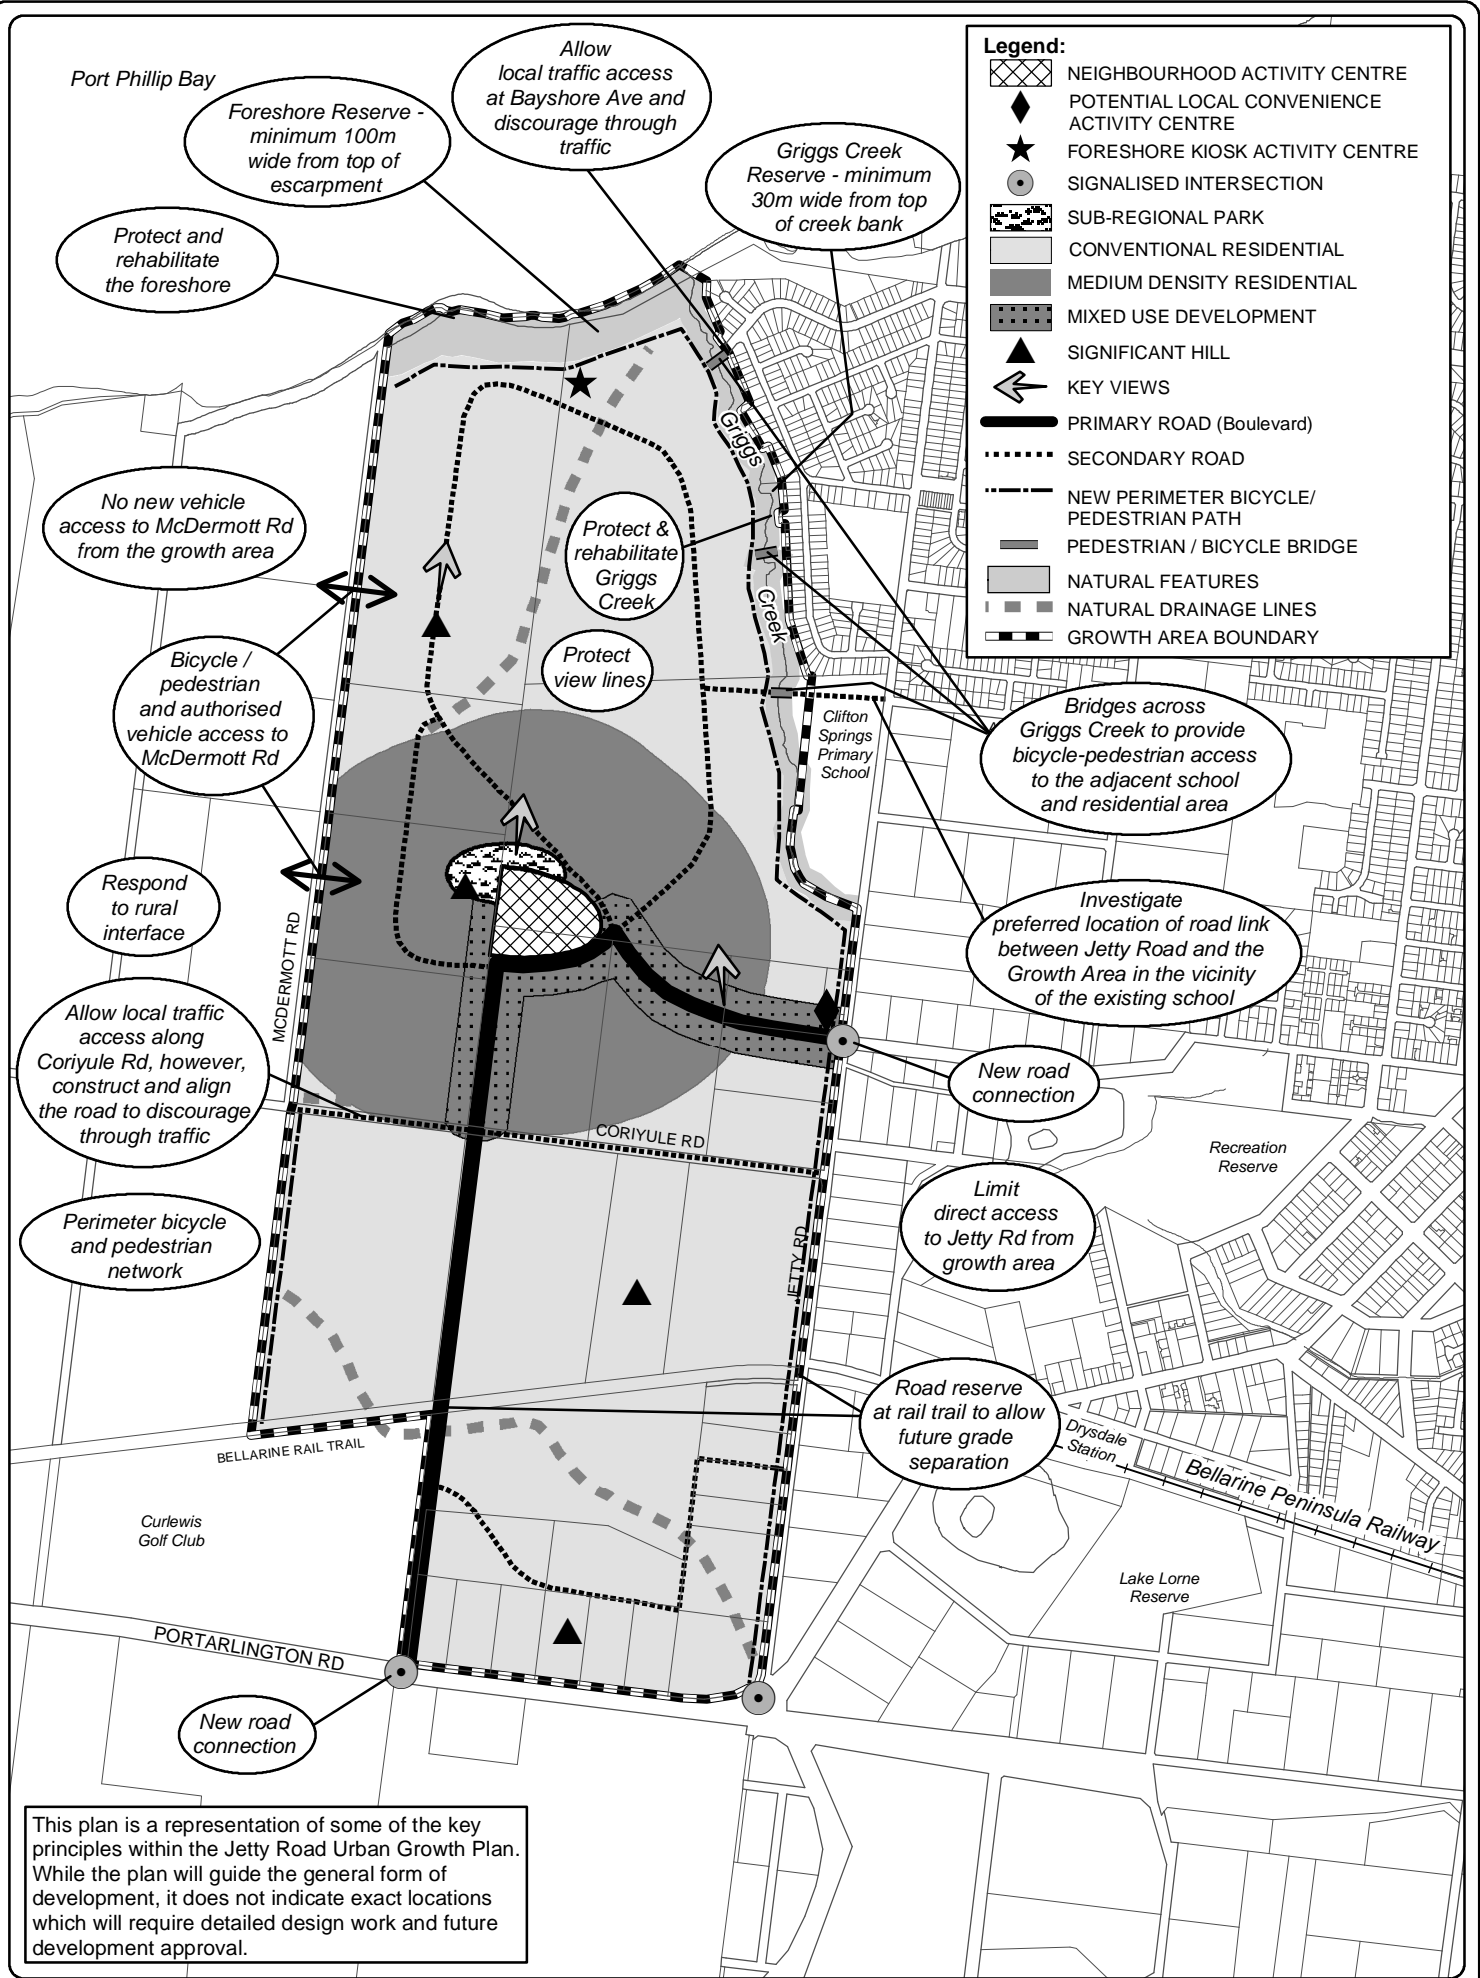 Port Phillip Bay
Allow
local traffic access
at Bayshore Ave and
discourage through
traffic
Foreshore Reserve -
minimum 100m
wide from top of
escarpment
Griggs Creek
Reserve - minimum
30m wide from top
of creek bank
Protect and
rehabilitate
the foreshore
Legend:
NEIGHBOURHOOD ACTIVITY CENTRE
POTENTIAL LOCAL CONVENIENCE
ACTIVITY CENTRE
FORESHORE KIOSK ACTIVITY CENTRE
SIGNALISED INTERSECTION
SUB-REGIONAL PARK
CONVENTIONAL RESIDENTIAL
MEDIUM DENSITY RESIDENTIAL
MIXED USE DEVELOPMENT
SIGNIFICANT HILL
KEY VIEWS
PRIMARY ROAD (Boulevard)
SECONDARY ROAD
NEW PERIMETER BICYCLE/
PEDESTRIAN PATH
PEDESTRIAN / BICYCLE BRIDGE
NATURAL FEATURES
NATURAL DRAINAGE LINES
GROWTH AREA BOUNDARY
Griggs
Creek
No new vehicle
access to McDermott Rd
from the growth area
Protect &
rehabilitate
Griggs
Creek
Bicycle /
pedestrian
and authorised
vehicle access to
McDermott Rd
Protect
view lines
Clifton
Springs
Primary
School
Bridges across
Griggs Creek to provide
bicycle-pedestrian access
to the adjacent school
and residential area
Respond
to rural
interface
MCDERMOTT RD
Investigate
preferred location of road link
between Jetty Road and the
Growth Area in the vicinity
of the existing school
Allow local traffic
access along
Coriyule Rd, however,
construct and align
the road to discourage
through traffic
New road
connection
CORIYULE RD
Recreation
Reserve
Perimeter bicycle
and pedestrian
network
Limit
direct access
to Jetty Rd from
growth area
JETTY RD
Road reserve
at rail trail to allow
future grade
separation
BELLARINE RAIL TRAIL
Drysdale
Station
Bellarine Peninsula Railway
Curlewis
Golf Club
Lake Lorne
Reserve
PORTARLINGTON RD
New road
connection
This plan is a representation of some of the key
principles within the Jetty Road Urban Growth Plan.
While the plan will guide the general form of
development, it does not indicate exact locations
which will require detailed design work and future
development approval.